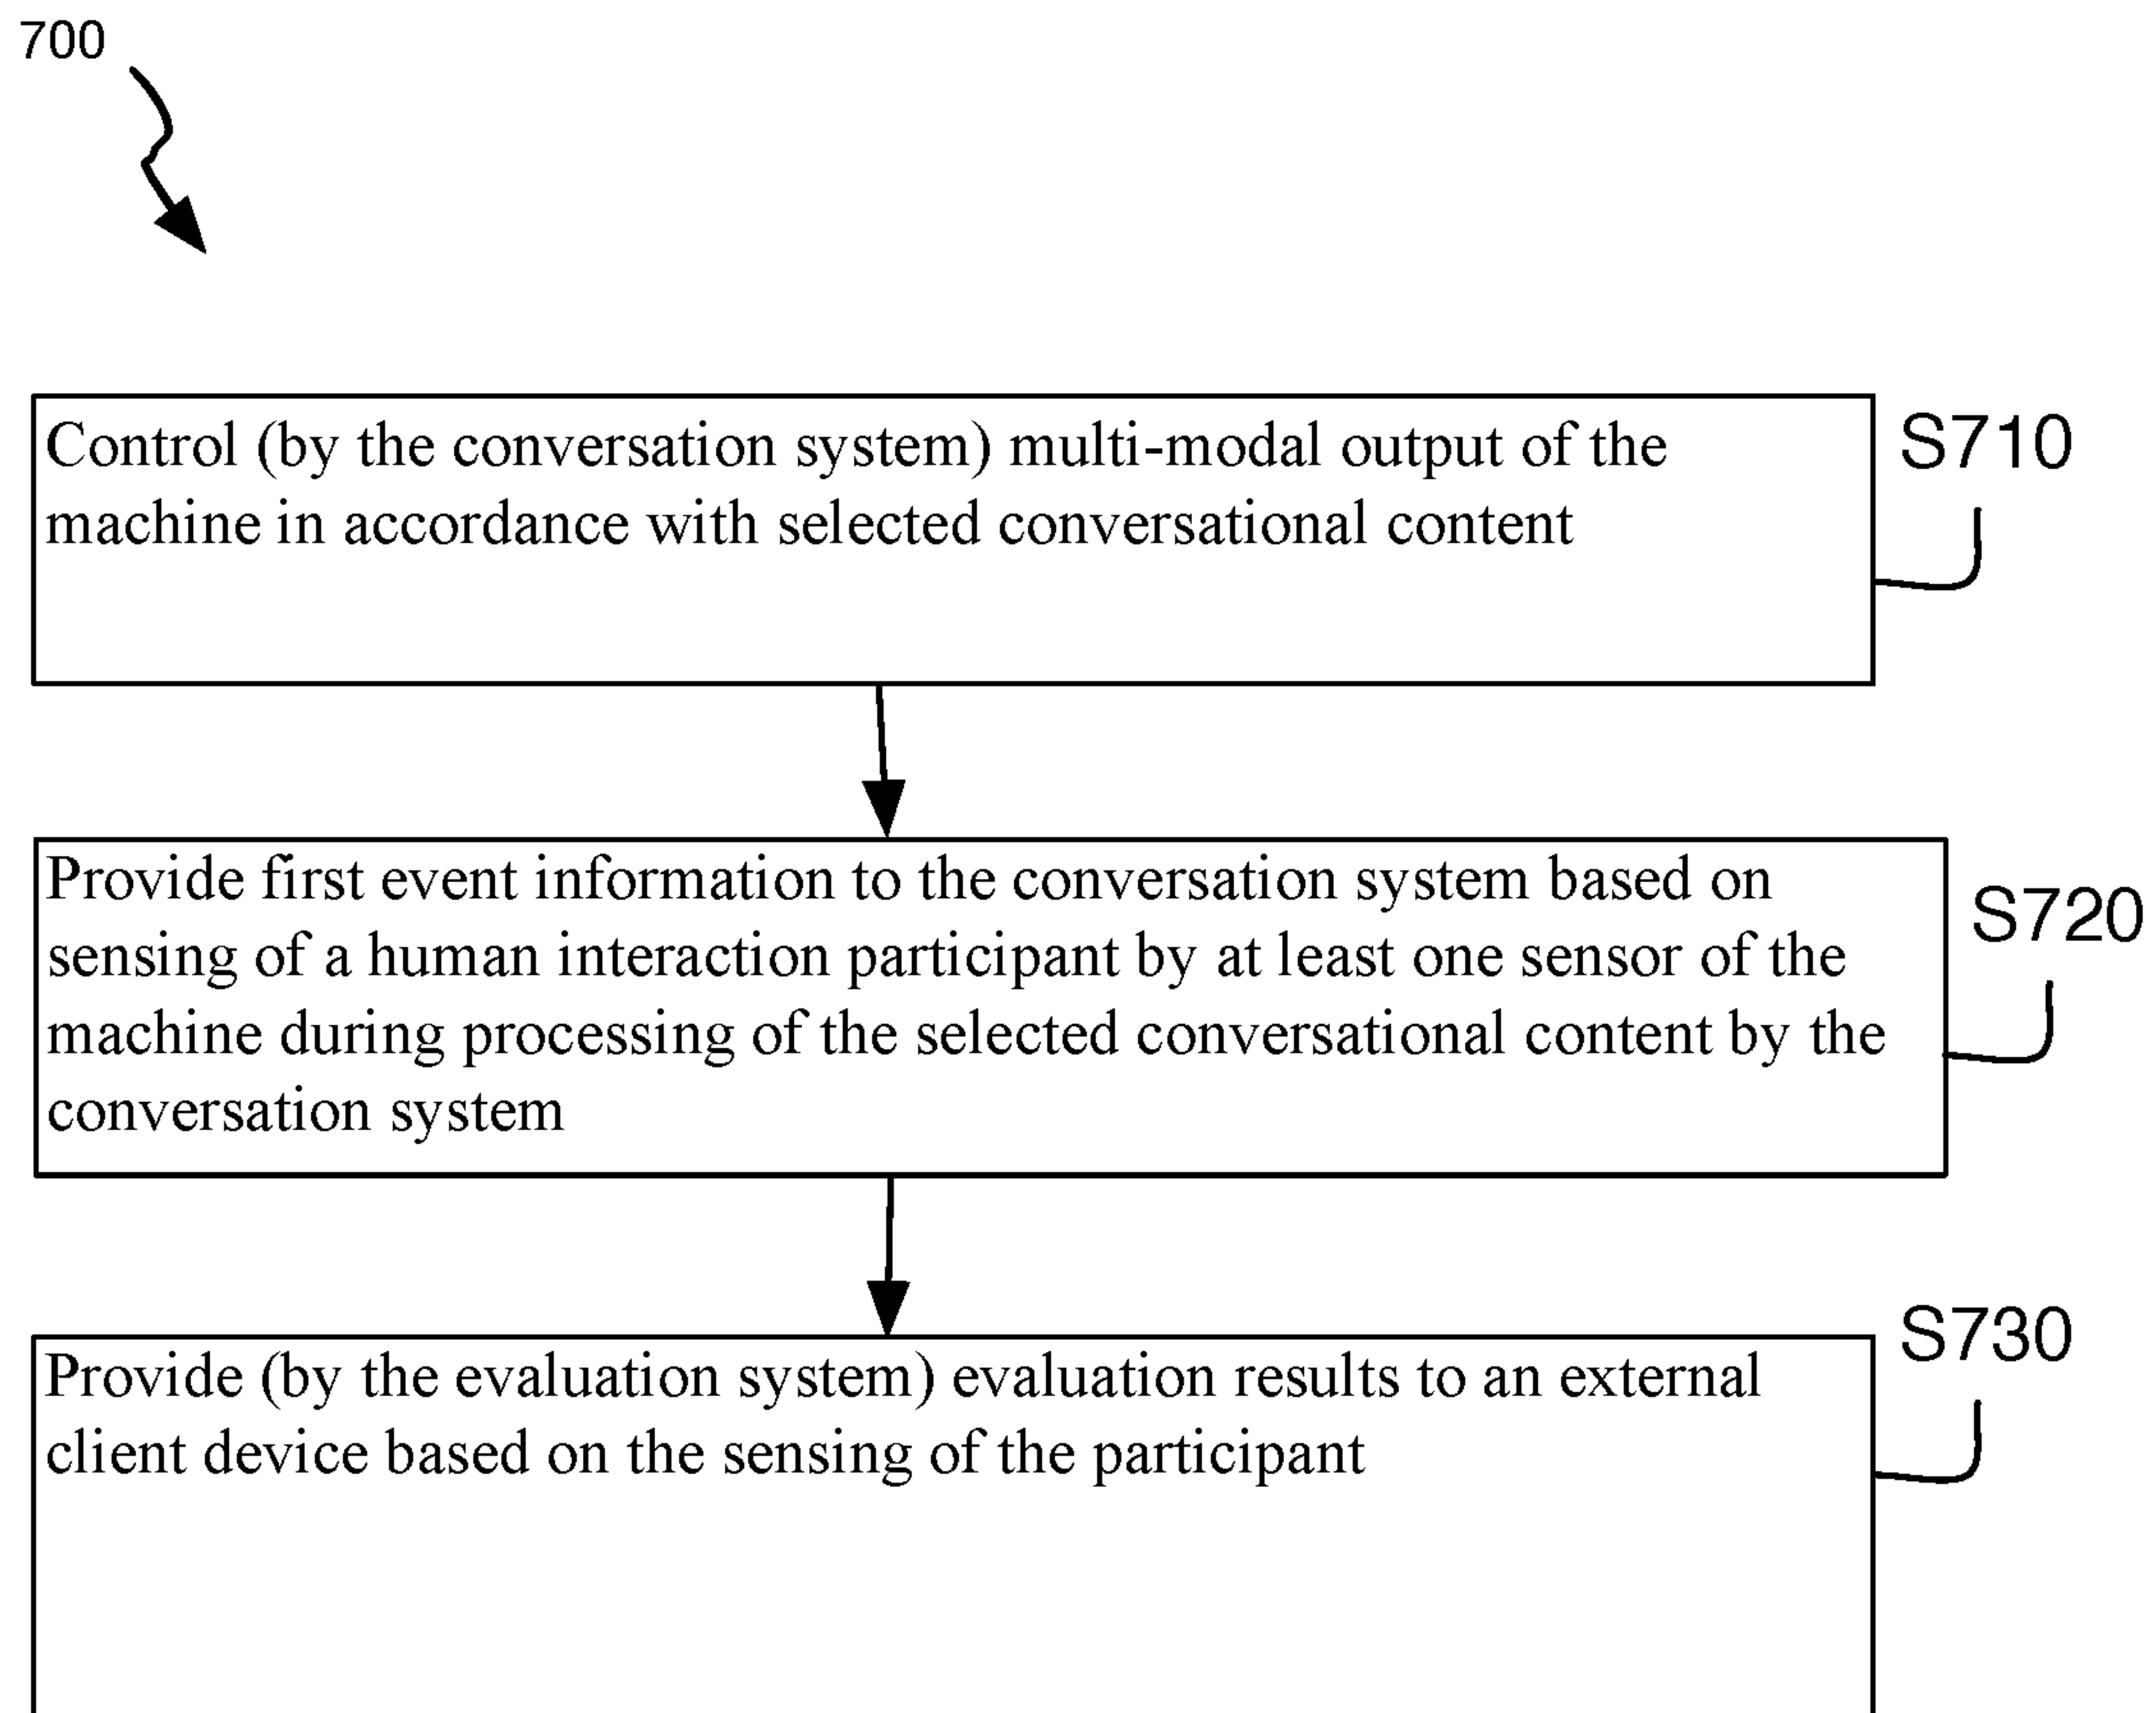 700
Control (by the conversation system) multi-modal output of the
machine in accordance with selected conversational content
S710
Provide first event information to the conversation system based on
sensing of a human interaction participant by at least one sensor of the
machine during processing of the selected conversational content by the
conversation system
S720
Provide (by the evaluation system) evaluation results to an external
client device based on the sensing of the participant
S730